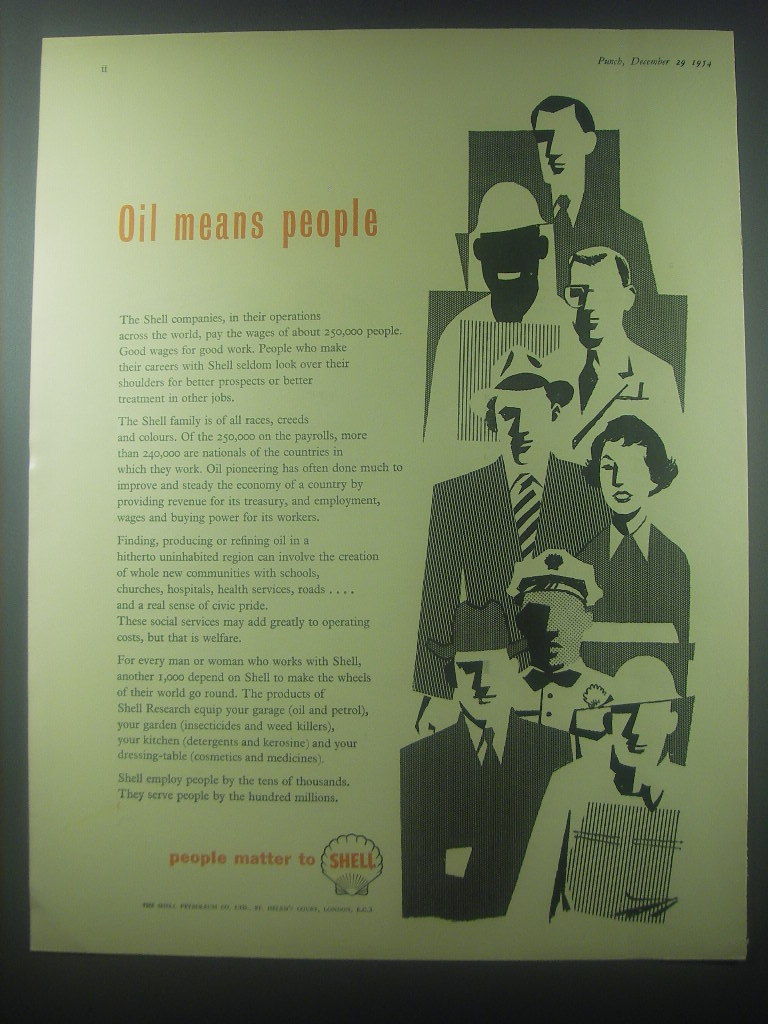 ii
Punch, December 29 1954
Oil means people
The Shell companies, in their operations
across the world, pay the wages of about 250,000 people.
Good wages for good work. People who make
their careers with Shell seldom look over their
shoulders for better prospects or better
treatment in other jobs.
The Shell family is of all races, creeds
and colours. Of the 250,000 on the payrolls, more
than 240,000 are nationals of the countries in
which they work. Oil pioneering has often done much to
improve and steady the economy of a country by
providing revenue for its treasury, and employment,
wages and buying power for its workers.
Finding, producing or refining oil in a
hitherto uninhabited region can involve the creation
of whole new communities with schools,
churches, hospitals, health services, roads . . . .
and a real sense of civic pride.
These social services may add greatly to operating
costs, but that is welfare.
For every man or woman who works with Shell,
another 1,000 depend on Shell to make the wheels
of their world go round. The products of
Shell Research equip your garage (oil and petrol),
your garden (insecticides and weed killers),
your kitchen (detergents and kerosine) and your
dressing-table (cosmetics and medicines).
Shell employ people by the tens of thousands.
They serve people by the hundred millions.
people matter to SHELL
THE SHELL PETROLEUM CO. LTD., ST. HELEN'S COURT, LONDON, E.C.3